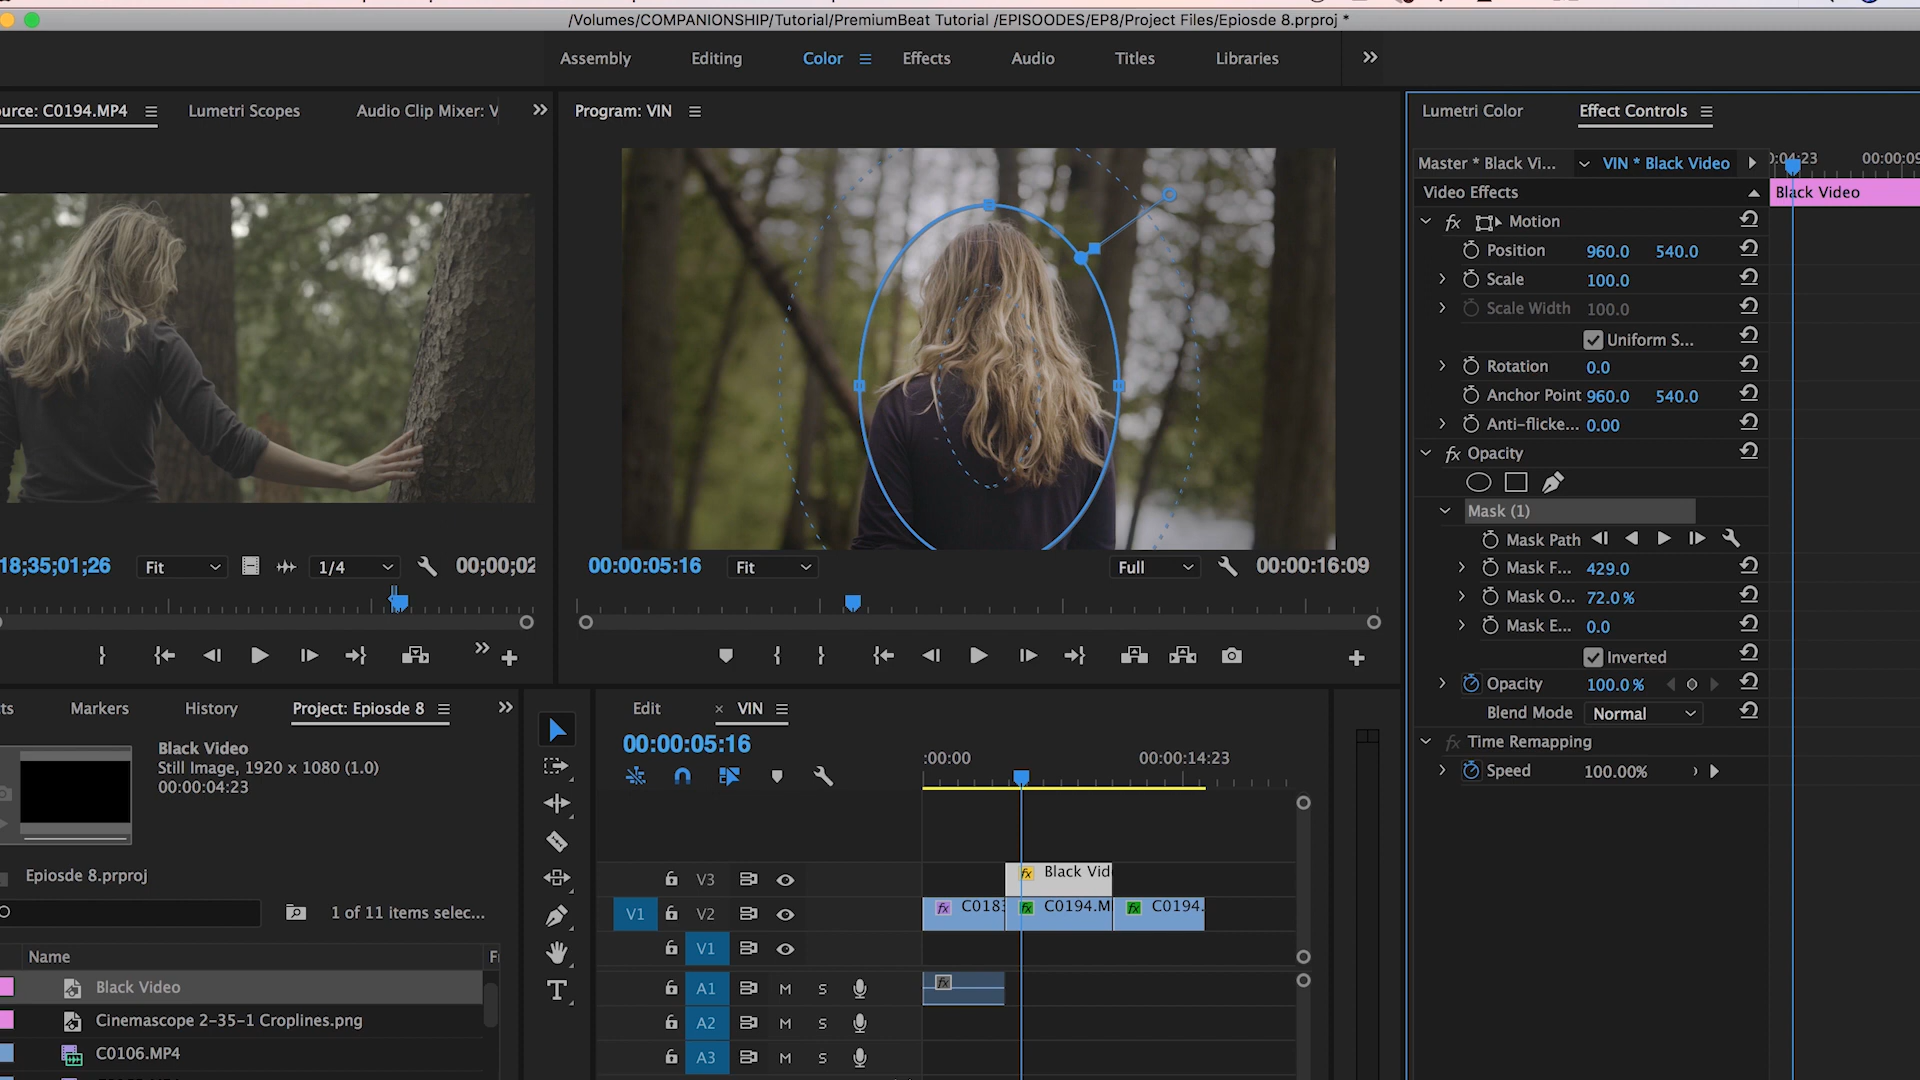 /Volumes/COMPANIONSHIP/Tutorial/PremiumBeat Tutorial /EPISOODES/EP8/Project Files/Epiosde 8.prproj *
Assembly Editing Color Effects Audio Titles Libraries
ource: C0194.MP4 Lumetri Scopes Audio Clip Mixer: V
Program: VIN
Lumetri Color Effect Controls
Master * Black Vi... VIN * Black Video
):04:23 00:00:09
Video Effects
Black Video
fx Motion
Position 960.0 540.0
Scale 100.0
Scale Width 100.0
Uniform S...
Rotation 0.0
Anchor Point 960.0 540.0
Anti-flicke... 0.00
fx Opacity
Mask (1)
Mask Path
Mask F... 429.0
Mask O... 72.0 %
Mask E... 0.0
Inverted
Opacity 100.0 %
Blend Mode Normal
fx Time Remapping
Speed 100.00%
18;35;01;26 Fit 1/4 00;00;02
00:00:05:16 Fit Full 00:00:16:09
ts Markers History Project: Epiosde 8
Black Video
Still Image, 1920 x 1080 (1.0)
00:00:04:23
Epiosde 8.prproj
1 of 11 items selec...
Name
Black Video
Cinemascope 2-35-1 Croplines.png
C0106.MP4
T
Edit × VIN
00:00:05:16
:00:00 00:00:14:23
V3 fx Black Vid
V1 V2 fx C0183 fx C0194.M fx C0194.
V1
A1 M S fx
A2 M S
A3 M S